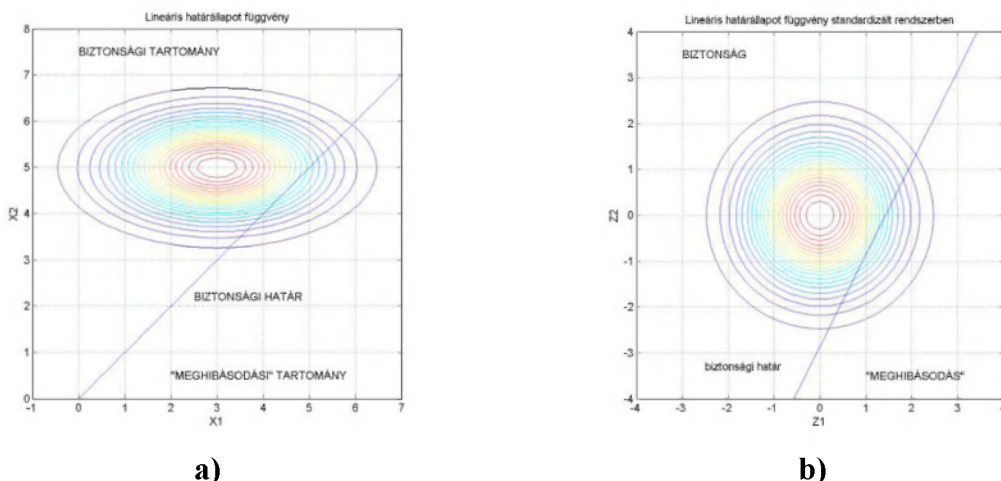 Lineáris határállapot függvény
8
7
6
5
4
3
2
1
0
X2
BIZTONSÁGI TARTOMÁNY
BIZTONSÁGI HATÁR
"MEGHIBÁSODÁSI" TARTOMÁNY
-1 0 1 2 3 4 5 6 7
X1
a)
Lineáris határállapot függvény standardizált rendszerben
4
3
2
1
0
-1
-2
-3
-4
Z2
BIZTONSÁG
biztonsági határ
"MEGHIBÁSODÁS"
-4 -3 -2 -1 0 1 2 3 4
Z1
b)